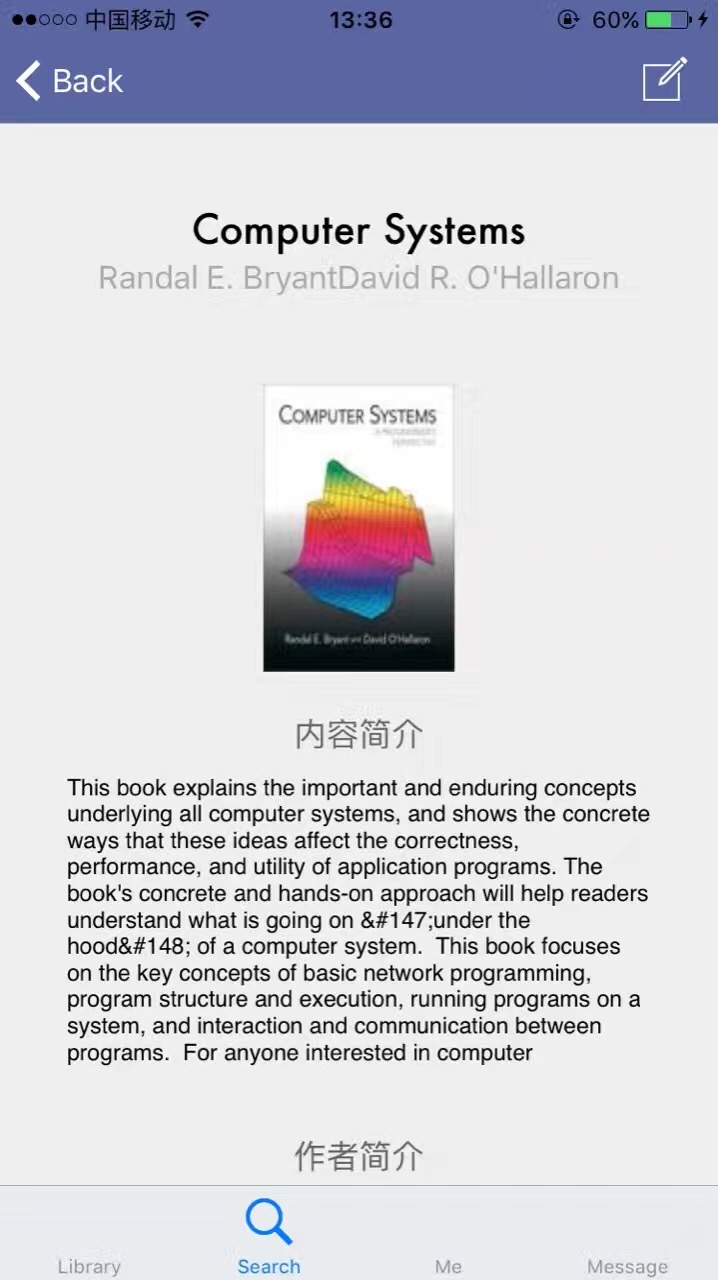 中国移动
13:36
60%
Back
Computer Systems
Randal E. BryantDavid R. O'Hallaron
COMPUTER SYSTEMS
A PROGRAMMER'S
PERSPECTIVE
Randal E. Bryant and David O'Hallaron
内容简介
This book explains the important and enduring concepts
underlying all computer systems, and shows the concrete
ways that these ideas affect the correctness,
performance, and utility of application programs. The
book's concrete and hands-on approach will help readers
understand what is going on &#147;under the
hood&#148; of a computer system.  This book focuses
on the key concepts of basic network programming,
program structure and execution, running programs on a
system, and interaction and communication between
programs.  For anyone interested in computer
作者简介
Library
Search
Me
Message